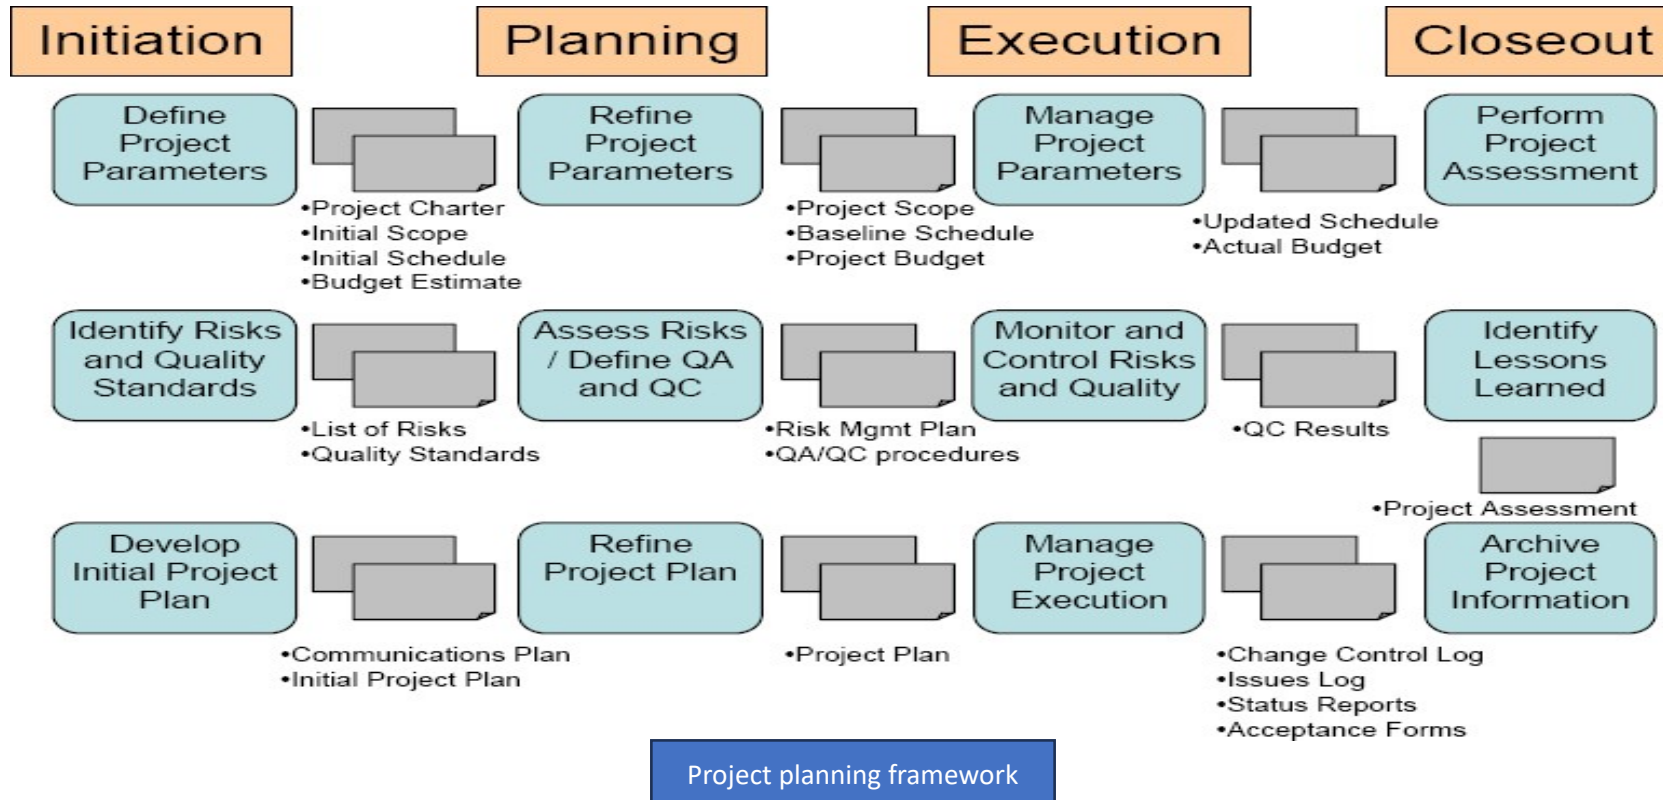 Initiation
Planning
Execution
Closeout
Define
Project
Parameters
•Project Charter
•Initial Scope
•Initial Schedule
•Budget Estimate
Refine
Project
Parameters
•Project Scope
•Baseline Schedule
•Project Budget
Manage
Project
Parameters
•Updated Schedule
•Actual Budget
Perform
Project
Assessment
Identify Risks
and Quality
Standards
•List of Risks
•Quality Standards
Assess Risks
/ Define QA
and QC
•Risk Mgmt Plan
•QA/QC procedures
Monitor and
Control Risks
and Quality
•QC Results
Identify
Lessons
Learned
•Project Assessment
Develop
Initial Project
Plan
•Communications Plan
•Initial Project Plan
Refine
Project Plan
•Project Plan
Manage
Project
Execution
•Change Control Log
•Issues Log
•Status Reports
•Acceptance Forms
Archive
Project
Information
Project planning framework